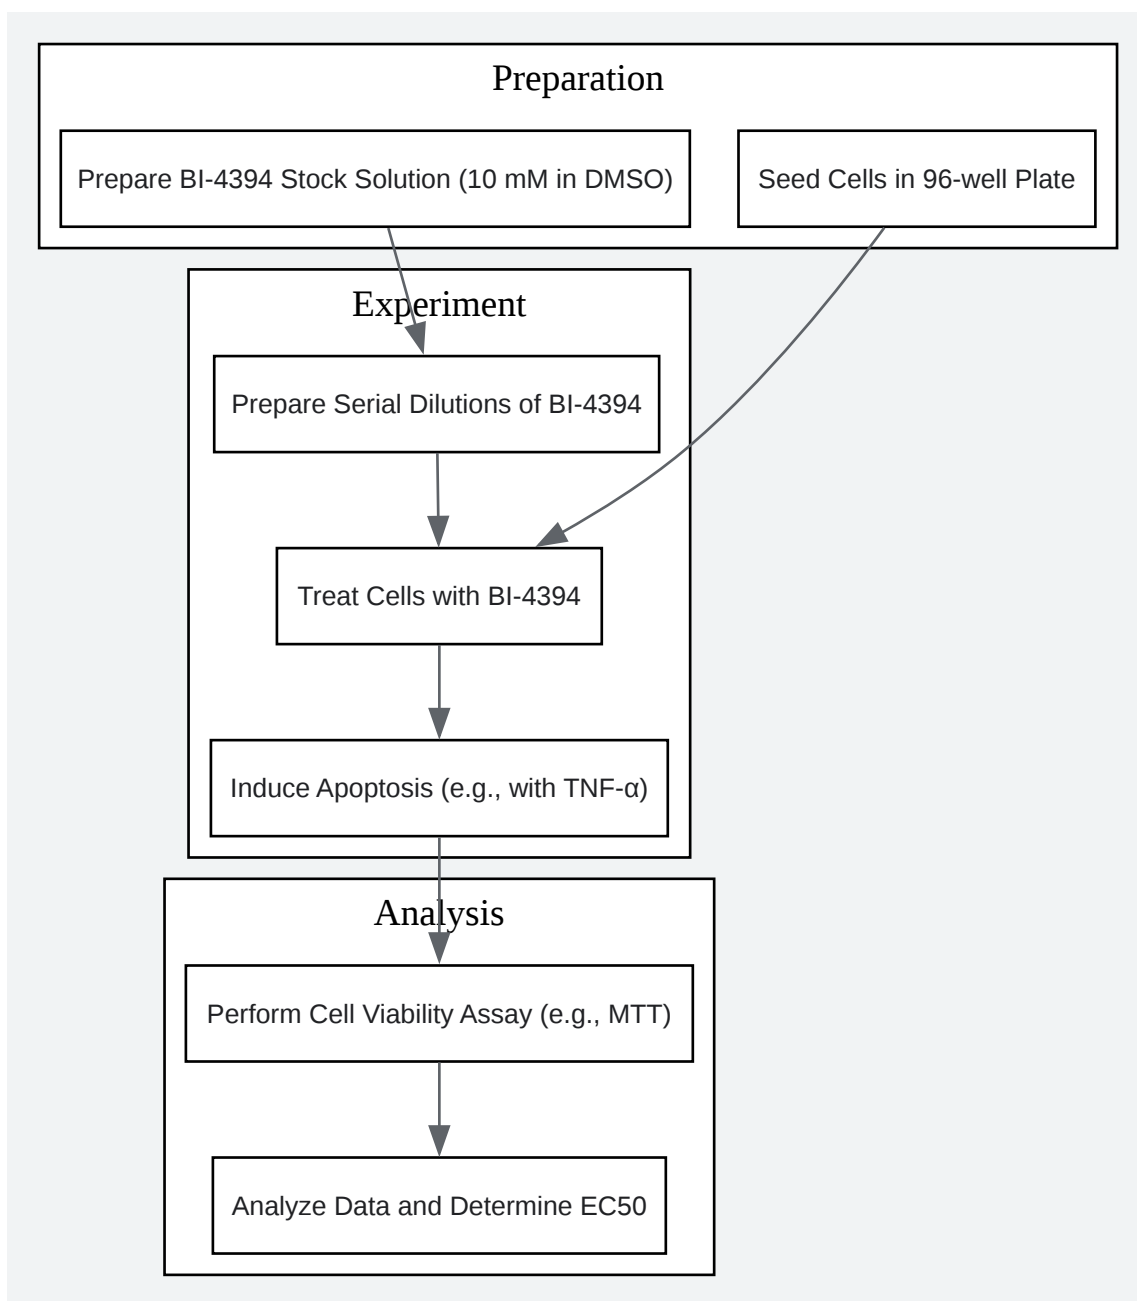 Preparation
Prepare BI-4394 Stock Solution (10 mM in DMSO)
Seed Cells in 96-well Plate
Experiment
Prepare Serial Dilutions of BI-4394
Treat Cells with BI-4394
Induce Apoptosis (e.g., with TNF-α)
Analysis
Perform Cell Viability Assay (e.g., MTT)
Analyze Data and Determine EC50